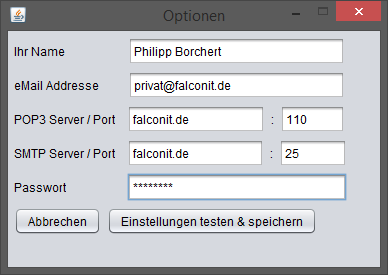 Optionen
Ihr Name Philipp Borchert
eMail Addresse privat@falconit.de
POP3 Server / Port falconit.de : 110
SMTP Server / Port falconit.de : 25
Passwort ********
Abbrechen Einstellungen testen & speichern